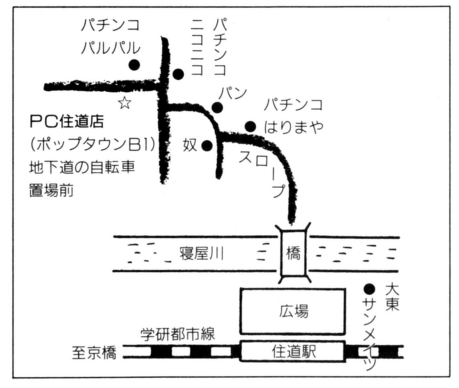 パチンコ
パルパル
パチンコ
ニコニコ
PC住道店
(ポップタウンB1)
地下道の自転車
置場前
パン
パチンコ
はりまや
奴
スロープ
寝屋川
橋
広場
大東
サンメイツ
学研都市線
至京橋
住道駅